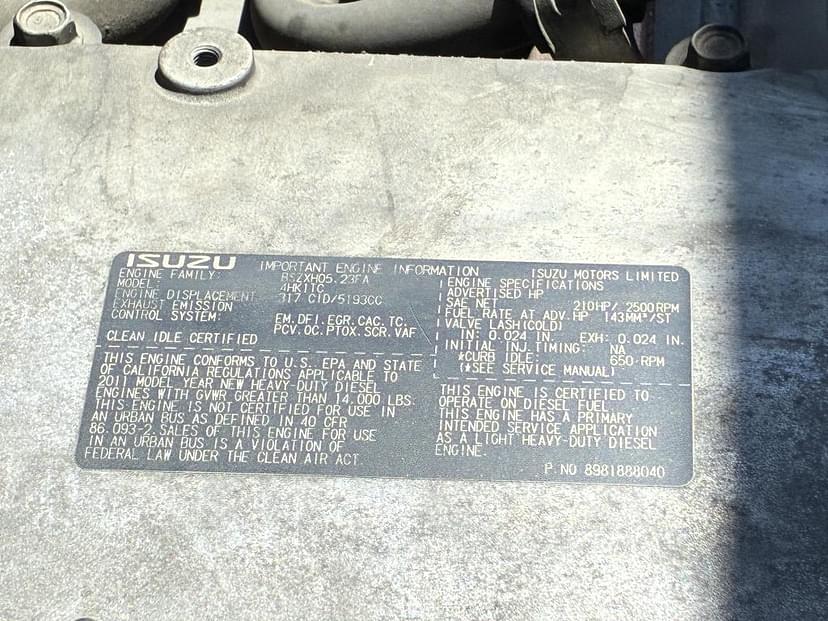 ISUZU IMPORTANT ENGINE INFORMATION ISUZU MOTORS LIMITED
ENGINE FAMILY: BSZXH05.23FA
MODEL: 4HK1TC
ENGINE DISPLACEMENT 317 CID/5193CC
EXHAUST EMISSION
CONTROL SYSTEM: EM.DFI.EGR.CAC.TC.
PCV.OC.PTOX.SCR.VAF
CLEAN IDLE CERTIFIED
THIS ENGINE CONFORMS TO U.S. EPA AND STATE
OF CALIFORNIA REGULATIONS APPLICABLE TO
2011 MODEL YEAR NEW HEAVY-DUTY DIESEL
ENGINES WITH GVWR GREATER THAN 14,000 LBS.
THIS ENGINE IS NOT CERTIFIED FOR USE IN
AN URBAN BUS AS DEFINED IN 40 CFR
86.093-2.SALES OF THIS ENGINE FOR USE
IN AN URBAN BUS IS A VIOLATION OF
FEDERAL LAW UNDER THE CLEAN AIR ACT.
ENGINE SPECIFICATIONS
ADVERTISED HP
SAE NET 210HP/ 2500RPM
FUEL RATE AT ADV.HP 143MM³/ST
VALVE LASH(COLD)
IN: 0.024 IN. EXH: 0.024 IN.
INITIAL INJ.TIMING: NA
*CURB IDLE: 650-RPM
(*SEE SERVICE MANUAL)
THIS ENGINE IS CERTIFIED TO
OPERATE ON DIESEL FUEL
THIS ENGINE HAS A PRIMARY
INTENDED SERVICE APPLICATION
AS A LIGHT HEAVY-DUTY DIESEL
ENGINE.
P.NO 8981888040